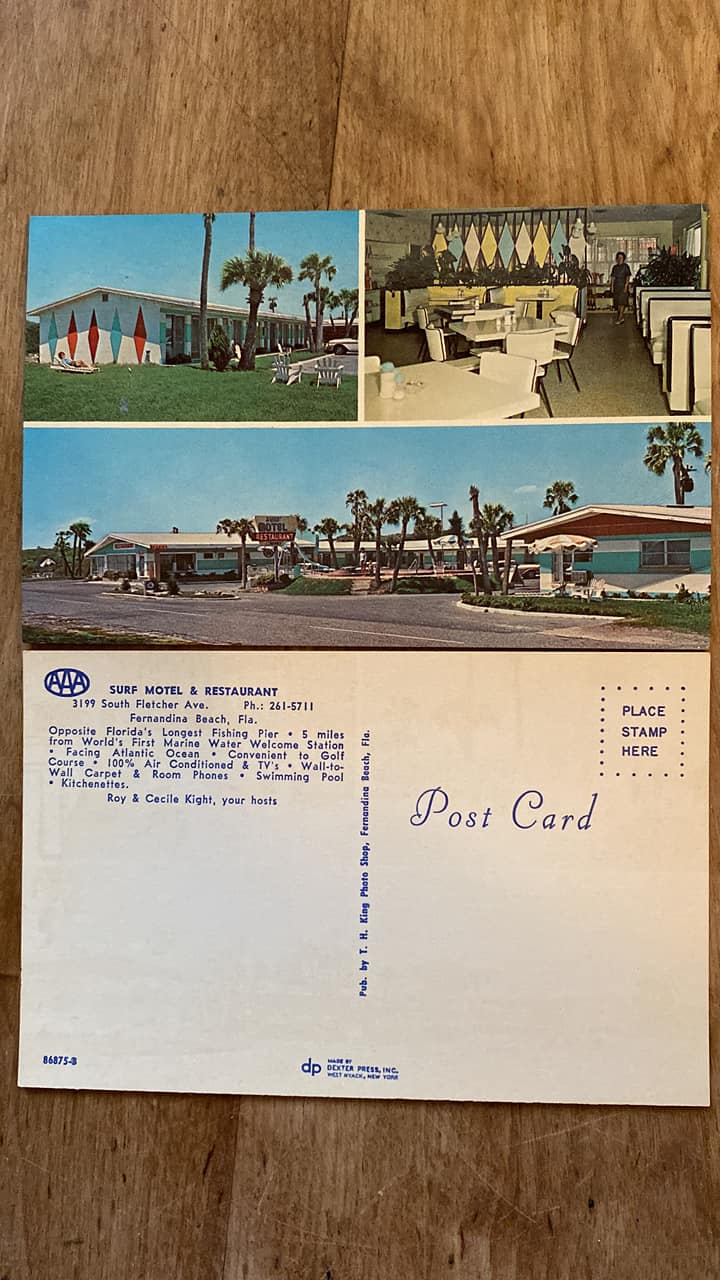 SURF
MOTEL
RESTAURANT
AAA
SURF MOTEL & RESTAURANT
3199 South Fletcher Ave. Ph.: 261-5711
Fernandina Beach, Fla.
Opposite Florida's Longest Fishing Pier • 5 miles
from World's First Marine Water Welcome Station
• Facing Atlantic Ocean • Convenient to Golf
Course • 100% Air Conditioned & TV's • Wall-to-
Wall Carpet & Room Phones • Swimming Pool
• Kitchenettes.
Roy & Cecile Kight, your hosts
Pub. by T. H. King Photo Shop, Fernandina Beach, Fla.
PLACE
STAMP
HERE
Post Card
86875-B
dp
MADE BY
DEXTER PRESS, INC.
WEST NYACK, NEW YORK